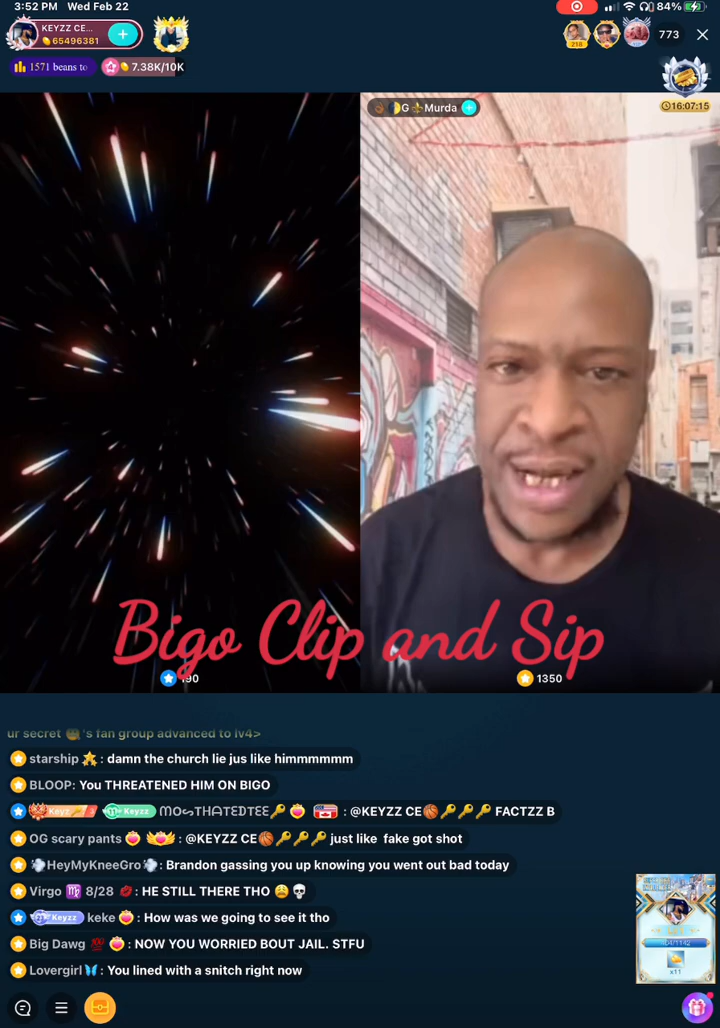 3:52 PM Wed Feb 22
84%
KEYZZ CE...
65496381
218
773
1571 beans to
7.38K/10K
16:07:15
G Murda
Bigo Clip and Sip
190
1350
ur secret 's fan group advanced to lv4>
starship : damn the church lie jus like himmmmmm
BLOOP: You THREATENED HIM ON BIGO
Keyzz ᗰOᔕTᕼᗩTEᗪTEE : @KEYZZ CE FACTZZ B
OG scary pants : @KEYZZ CE just like fake got shot
HeyMyKneeGro : Brandon gassing you up knowing you went out bad today
Virgo ♍ 8/28 : HE STILL THERE THO 😩💀
Keyzz keke : How was we going to see it tho
Big Dawg 💯 : NOW YOU WORRIED BOUT JAIL. STFU
Lovergirl🦋 : You lined with a snitch right now
x11